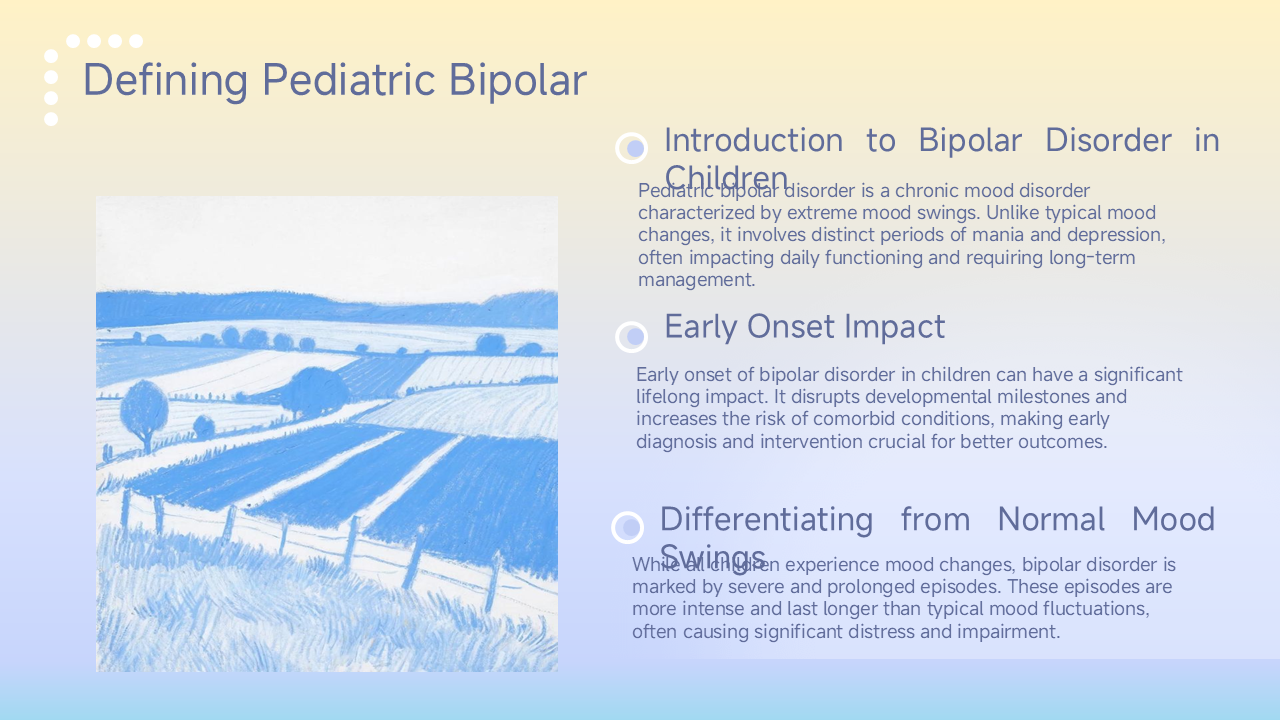 Defining Pediatric Bipolar
Introduction to Bipolar Disorder in
Children
Pediatric bipolar disorder is a chronic mood disorder
characterized by extreme mood swings. Unlike typical mood
changes, it involves distinct periods of mania and depression,
often impacting daily functioning and requiring long-term
management.
Early Onset Impact
Early onset of bipolar disorder in children can have a significant
lifelong impact. It disrupts developmental milestones and
increases the risk of comorbid conditions, making early
diagnosis and intervention crucial for better outcomes.
Differentiating from Normal Mood
Swings
While all children experience mood changes, bipolar disorder is
marked by severe and prolonged episodes. These episodes are
more intense and last longer than typical mood fluctuations,
often causing significant distress and impairment.